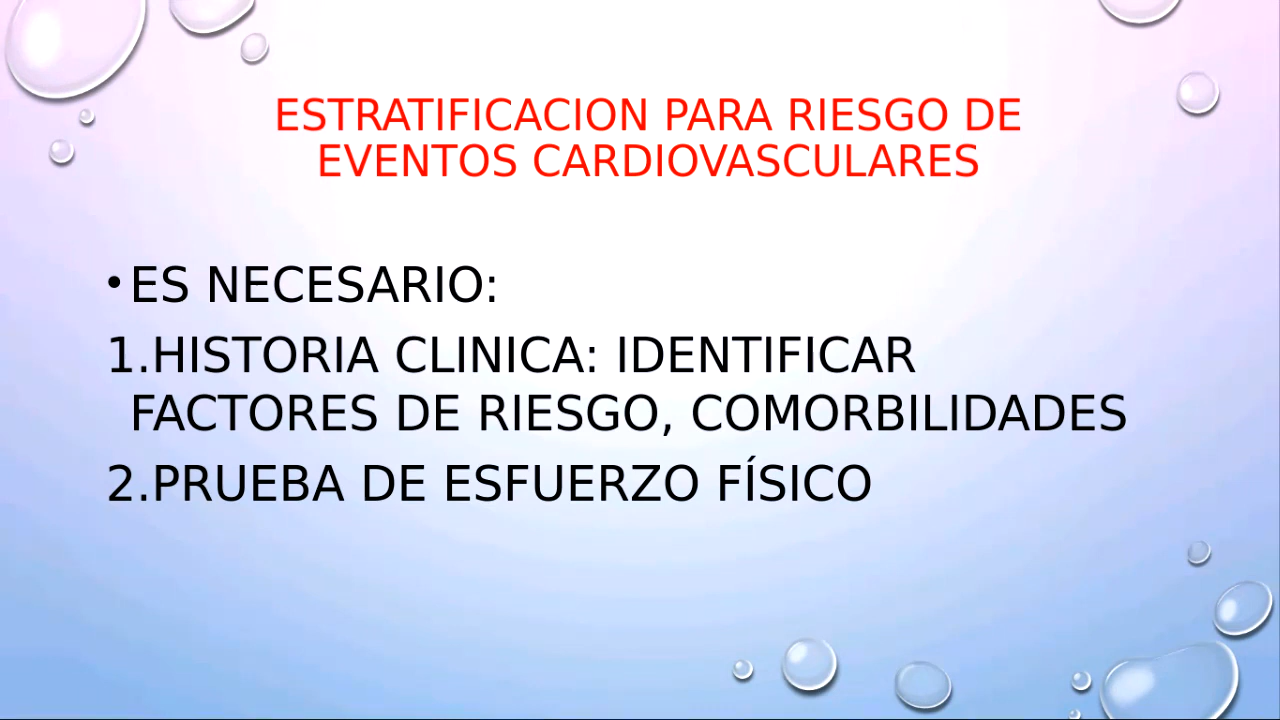 ESTRATIFICACION PARA RIESGO DE
EVENTOS CARDIOVASCULARES
• ES NECESARIO:
1.HISTORIA CLINICA: IDENTIFICAR
FACTORES DE RIESGO, COMORBILIDADES
2.PRUEBA DE ESFUERZO FÍSICO